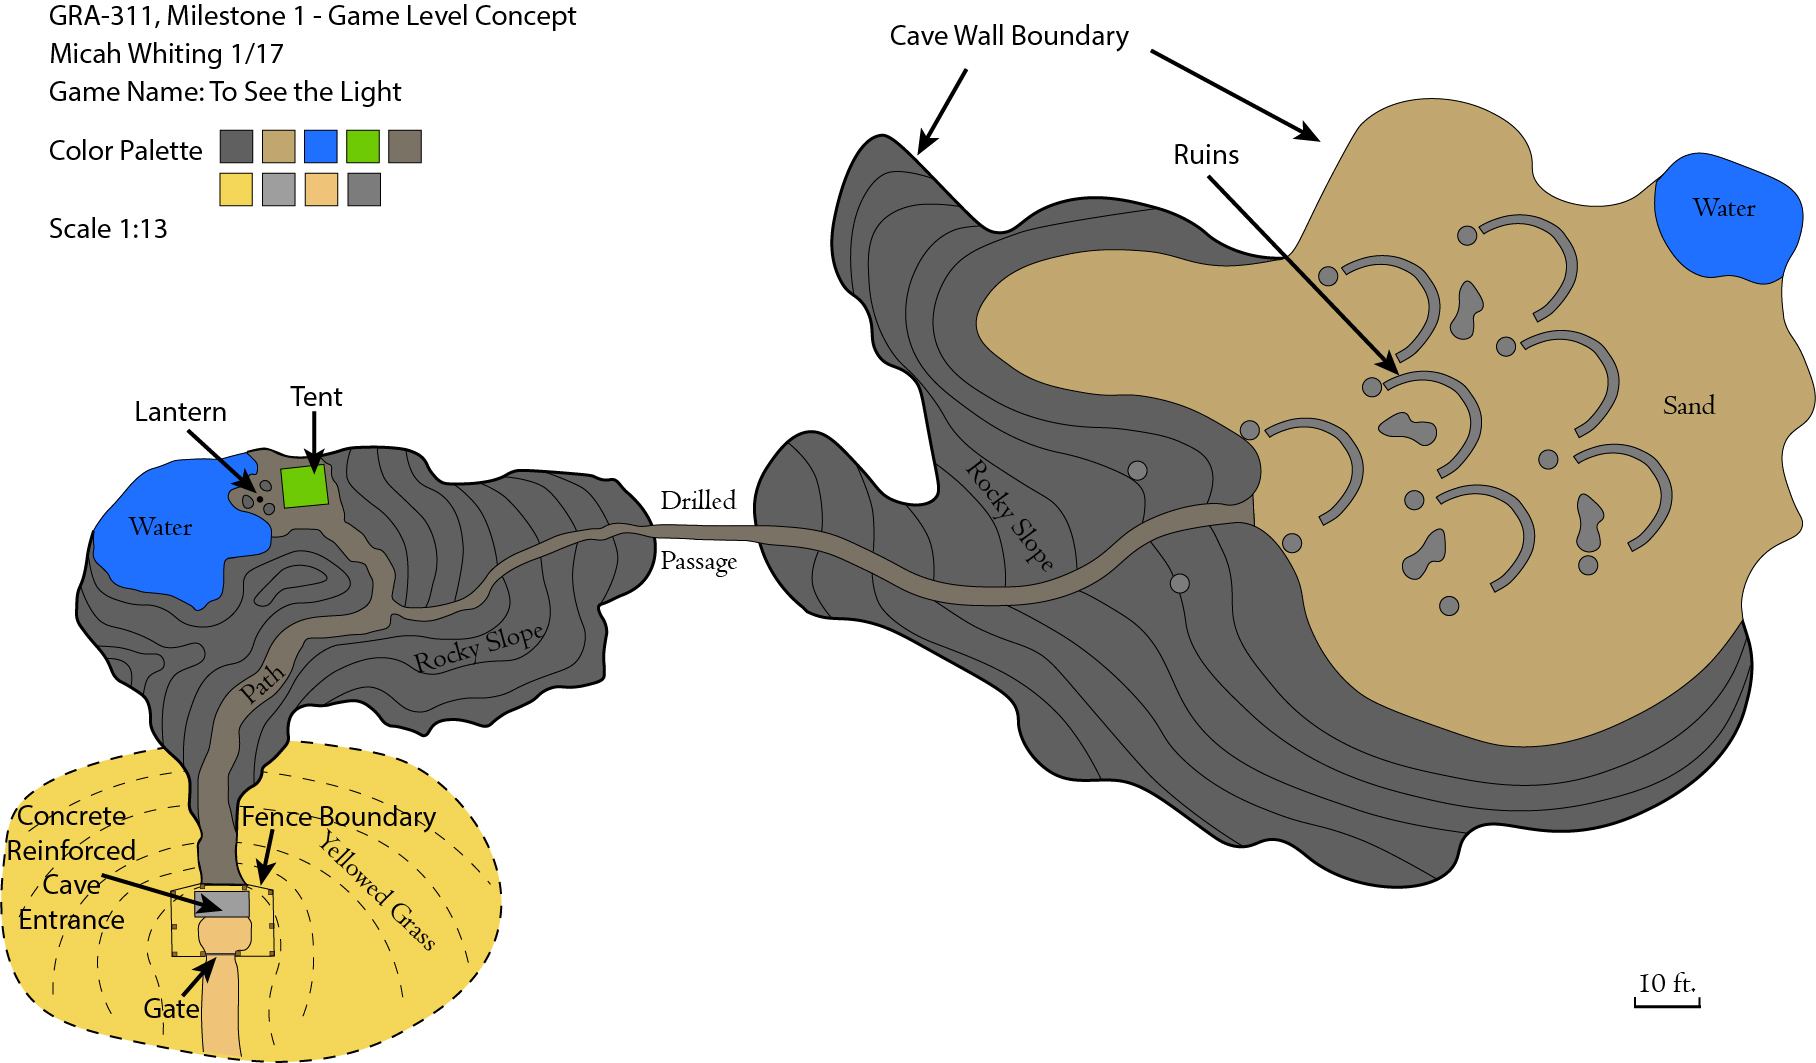 GRA-311, Milestone 1 - Game Level Concept
Micah Whiting 1/17
Game Name: To See the Light
Color Palette
Scale 1:13
Cave Wall Boundary
Ruins
Water
Sand
Rocky Slope
Drilled
Passage
Tent
Lantern
Water
Rocky Slope
Path
Concrete
Reinforced
Cave
Entrance
Fence Boundary
Yellowed Grass
Gate
10 ft.